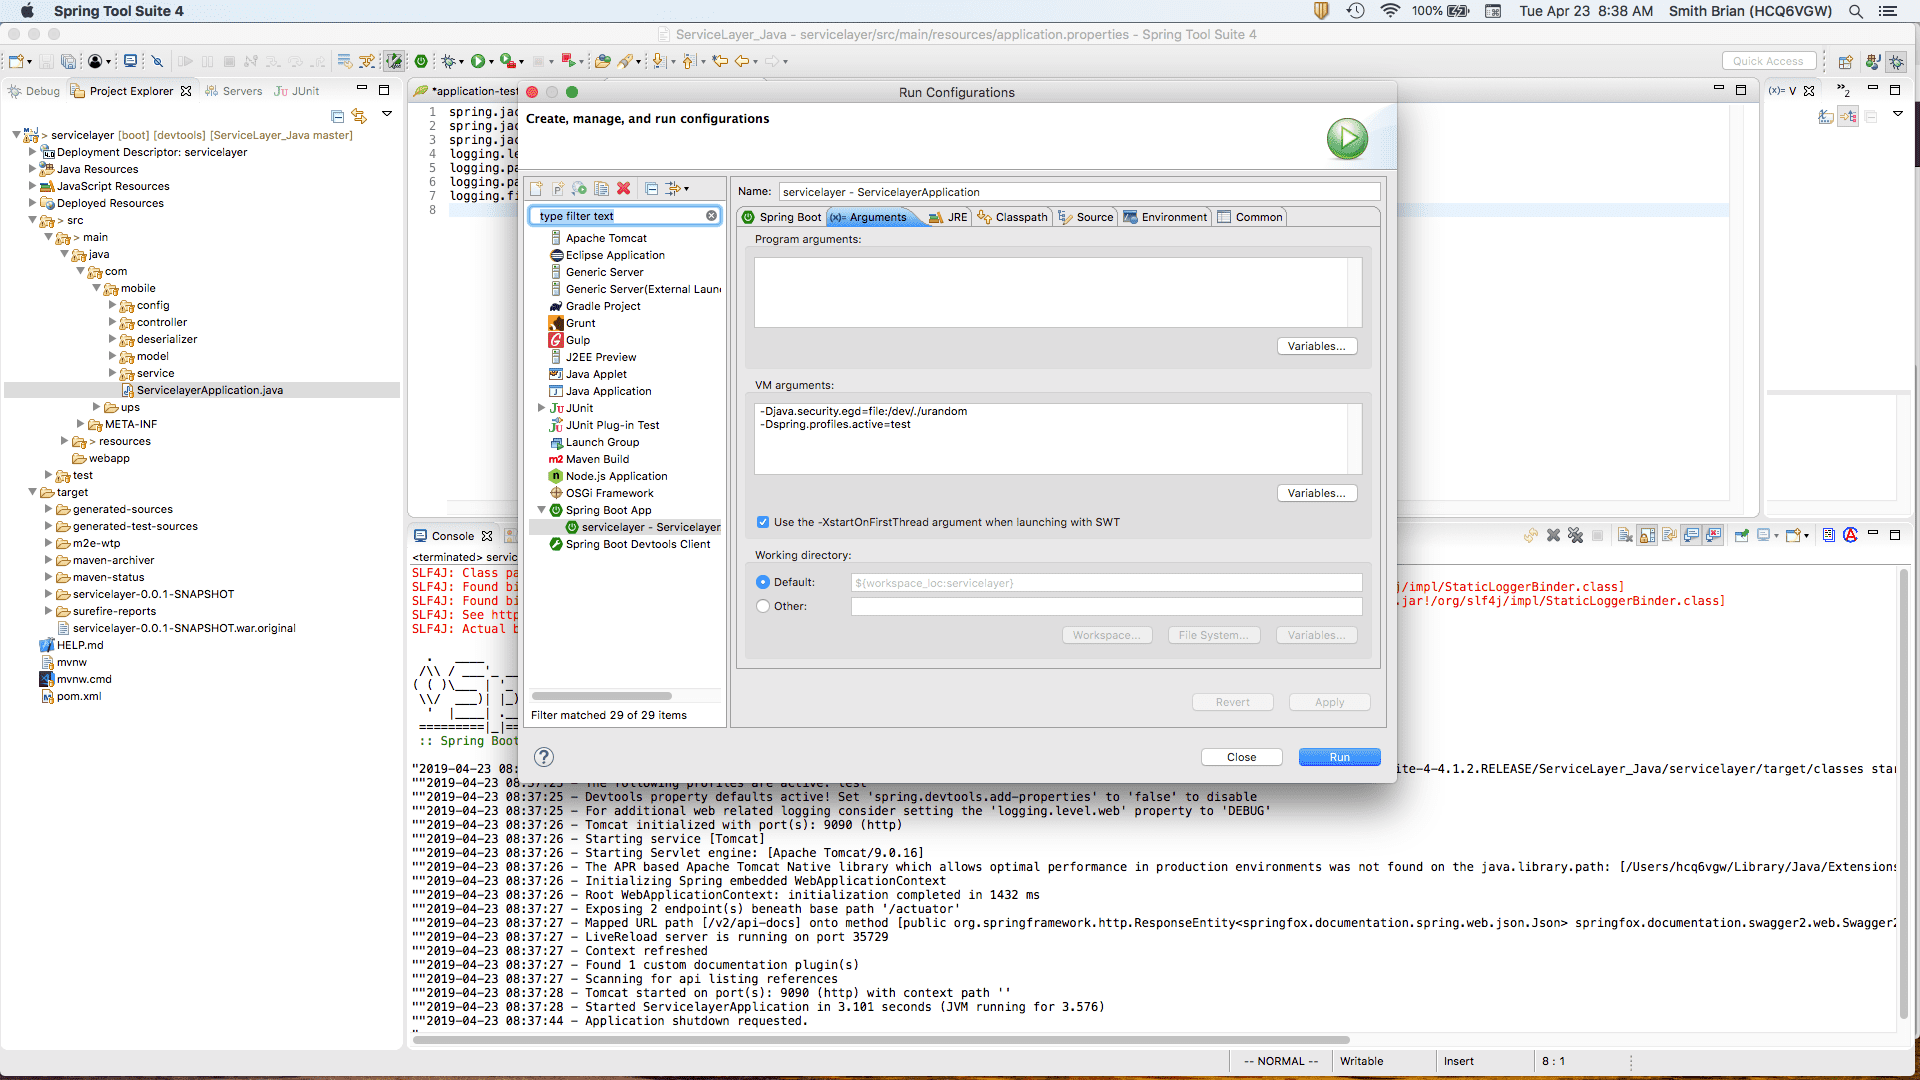 Spring Tool Suite 4
100%
Tue Apr 23 8:38 AM
Smith Brian (HCQ6VGW)
ServiceLayer_Java - servicelayer/src/main/resources/application.properties - Spring Tool Suite 4
Quick Access
Debug
Project Explorer
Servers
JUnit
> servicelayer [boot] [devtools] [ServiceLayer_Java master]
Deployment Descriptor: servicelayer
Java Resources
JavaScript Resources
Deployed Resources
> src
> main
java
com
mobile
config
controller
deserializer
model
service
ServicelayerApplication.java
ups
META-INF
> resources
webapp
test
target
generated-sources
generated-test-sources
m2e-wtp
maven-archiver
maven-status
servicelayer-0.0.1-SNAPSHOT
surefire-reports
servicelayer-0.0.1-SNAPSHOT.war.original
HELP.md
mvnw
mvnw.cmd
pom.xml
*application-test
1 spring.jac
2 spring.jac
3 spring.jac
4 logging.le
5 logging.pa
6 logging.pa
7 logging.fi
8
(x)= V
2
Run Configurations
Create, manage, and run configurations
type filter text
Apache Tomcat
Eclipse Application
Generic Server
Generic Server(External Laun
Gradle Project
Grunt
Gulp
J2EE Preview
Java Applet
Java Application
JUnit
JUnit Plug-in Test
Launch Group
Maven Build
Node.js Application
OSGi Framework
Spring Boot App
servicelayer - Servicelayer
Spring Boot Devtools Client
Filter matched 29 of 29 items
Name: servicelayer - ServicelayerApplication
Spring Boot
(x)= Arguments
JRE
Classpath
Source
Environment
Common
Program arguments:
Variables...
VM arguments:
-Djava.security.egd=file:/dev/./urandom
-Dspring.profiles.active=test
Variables...
Use the -XstartOnFirstThread argument when launching with SWT
Working directory:
Default: ${workspace_loc:servicelayer}
Other:
Workspace... File System... Variables...
Revert Apply
Close Run
Console
<terminated> servic
SLF4J: Class pa
SLF4J: Found bi j/impl/StaticLoggerBinder.class]
SLF4J: Found bi .jar!/org/slf4j/impl/StaticLoggerBinder.class]
SLF4J: See http
SLF4J: Actual b
:: Spring Boot
"2019-04-23 08: ite-4-4.1.2.RELEASE/ServiceLayer_Java/servicelayer/target/classes star
""2019-04-23 08:37:25 - The following profiles are active: test
""2019-04-23 08:37:25 - Devtools property defaults active! Set 'spring.devtools.add-properties' to 'false' to disable
""2019-04-23 08:37:25 - For additional web related logging consider setting the 'logging.level.web' property to 'DEBUG'
""2019-04-23 08:37:26 - Tomcat initialized with port(s): 9090 (http)
""2019-04-23 08:37:26 - Starting service [Tomcat]
""2019-04-23 08:37:26 - Starting Servlet engine: [Apache Tomcat/9.0.16]
""2019-04-23 08:37:26 - The APR based Apache Tomcat Native library which allows optimal performance in production environments was not found on the java.library.path: [/Users/hcq6vgw/Library/Java/Extensions
""2019-04-23 08:37:26 - Initializing Spring embedded WebApplicationContext
""2019-04-23 08:37:26 - Root WebApplicationContext: initialization completed in 1432 ms
""2019-04-23 08:37:27 - Exposing 2 endpoint(s) beneath base path '/actuator'
""2019-04-23 08:37:27 - Mapped URL path [/v2/api-docs] onto method [public org.springframework.http.ResponseEntity<springfox.documentation.spring.web.json.Json> springfox.documentation.swagger2.web.Swagger2
""2019-04-23 08:37:27 - LiveReload server is running on port 35729
""2019-04-23 08:37:27 - Context refreshed
""2019-04-23 08:37:27 - Found 1 custom documentation plugin(s)
""2019-04-23 08:37:27 - Scanning for api listing references
""2019-04-23 08:37:28 - Tomcat started on port(s): 9090 (http) with context path ''
""2019-04-23 08:37:28 - Started ServicelayerApplication in 3.101 seconds (JVM running for 3.576)
""2019-04-23 08:37:44 - Application shutdown requested.
"
-- NORMAL --
Writable
Insert
8 : 1